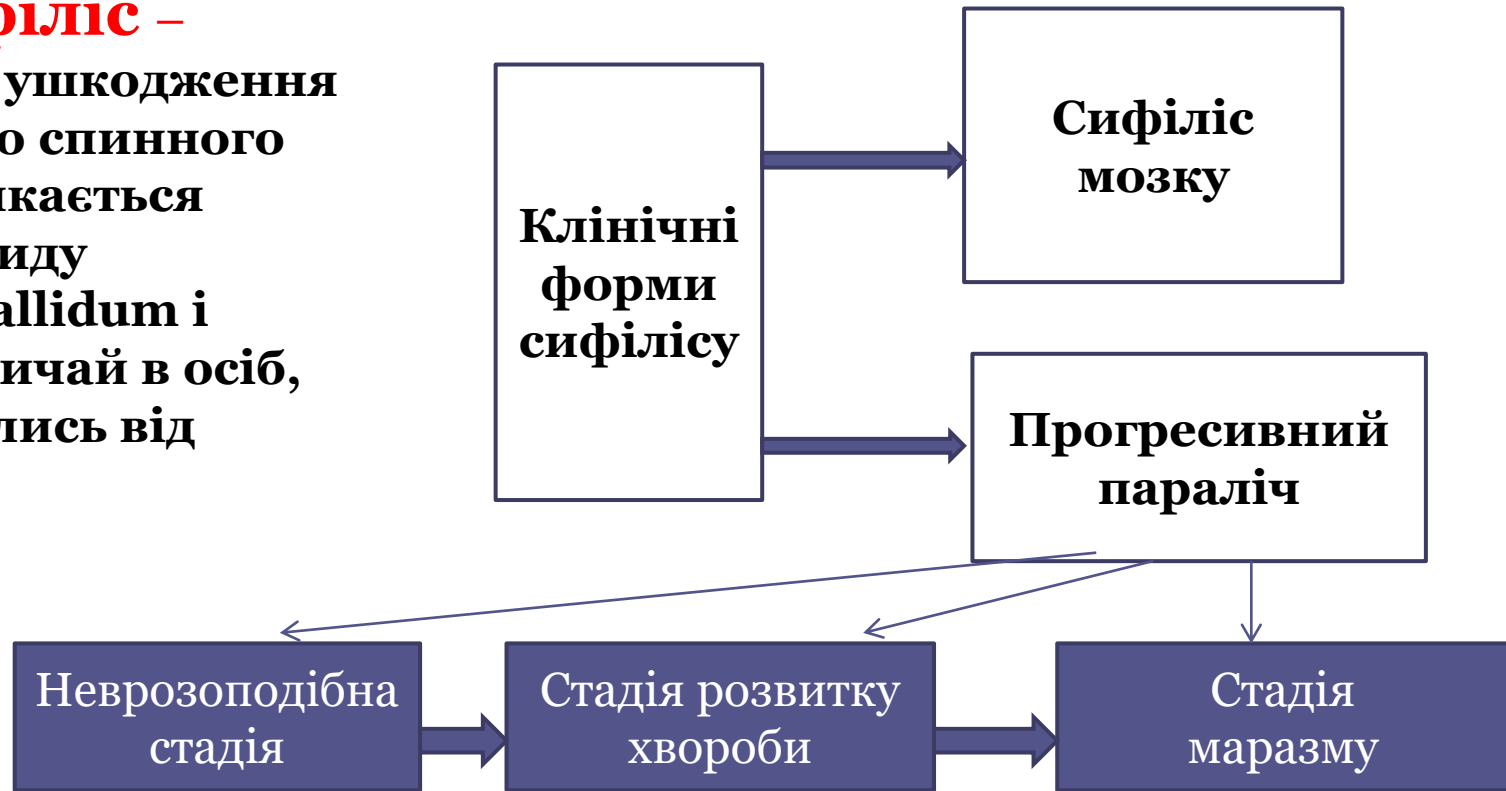 філіс –
ушкодження
о спинного
икається
иду
allidum і
ичай в осіб,
лись від
Клінічні
форми
сифілісу
Сифіліс
мозку
Прогресивний
параліч
Неврозоподібна
стадія
Стадія розвитку
хвороби
Стадія
маразму